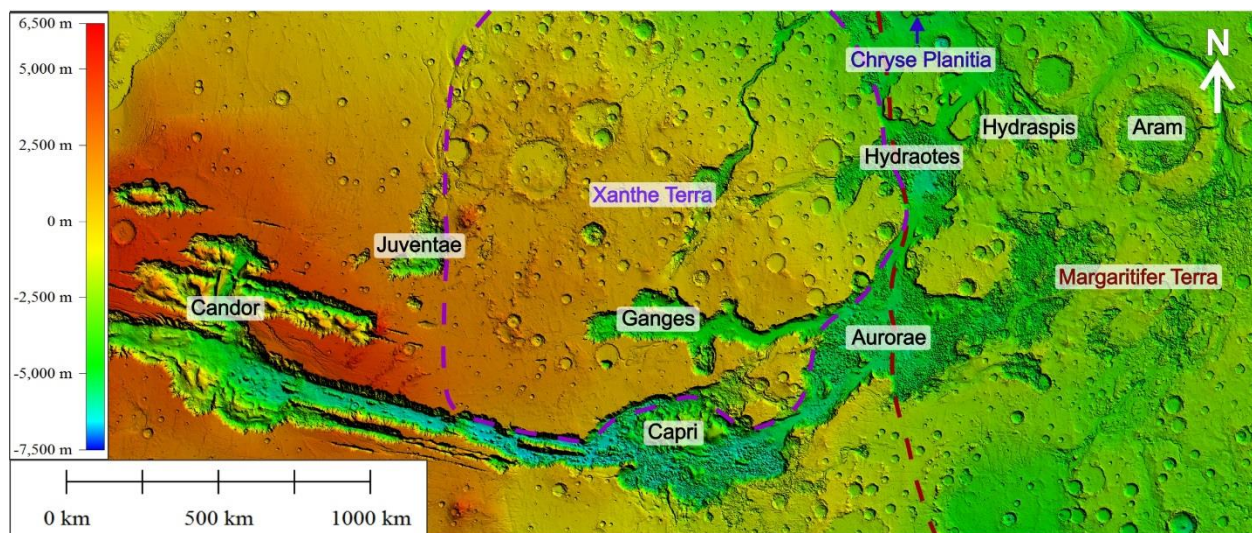 6,500 m
5,000 m
2,500 m
0 m
-2,500 m
-5,000 m
-7,500 m
N
Chryse Planitia
Hydraspis
Aram
Hydraotes
Xanthe Terra
Juventae
Margaritifer Terra
Candor
Ganges
Aurorae
Capri
0 km
500 km
1000 km